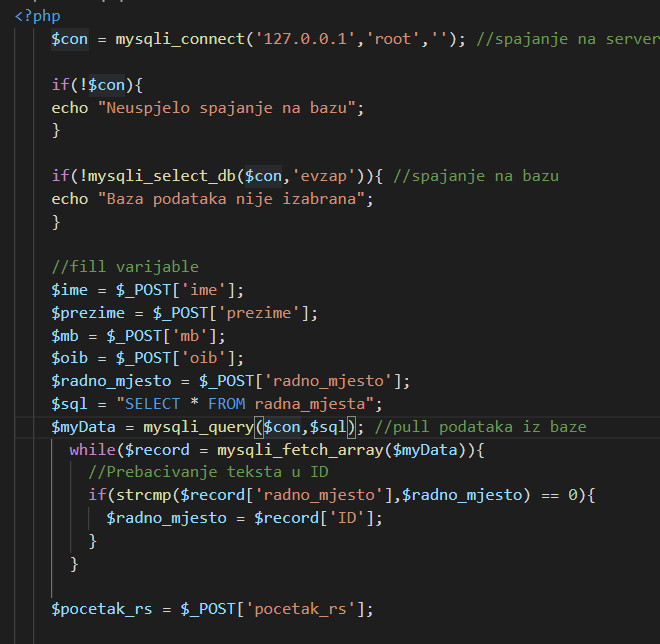 <?php
$con = mysqli_connect('127.0.0.1','root',''); //spajanje na server
if(!$con){
echo "Neuspjelo spajanje na bazu";
}
if(!mysqli_select_db($con,'evzap')){ //spajanje na bazu
echo "Baza podataka nije izabrana";
}
//fill varijable
$ime = $_POST['ime'];
$prezime = $_POST['prezime'];
$mb = $_POST['mb'];
$oib = $_POST['oib'];
$radno_mjesto = $_POST['radno_mjesto'];
$sql = "SELECT * FROM radna_mjesta";
$myData = mysqli_query($con,$sql); //pull podataka iz baze
while($record = mysqli_fetch_array($myData)){
//Prebacivanje teksta u ID
if(strcmp($record['radno_mjesto'],$radno_mjesto) == 0){
$radno_mjesto = $record['ID'];
}
}
$pocetak_rs = $_POST['pocetak_rs'];